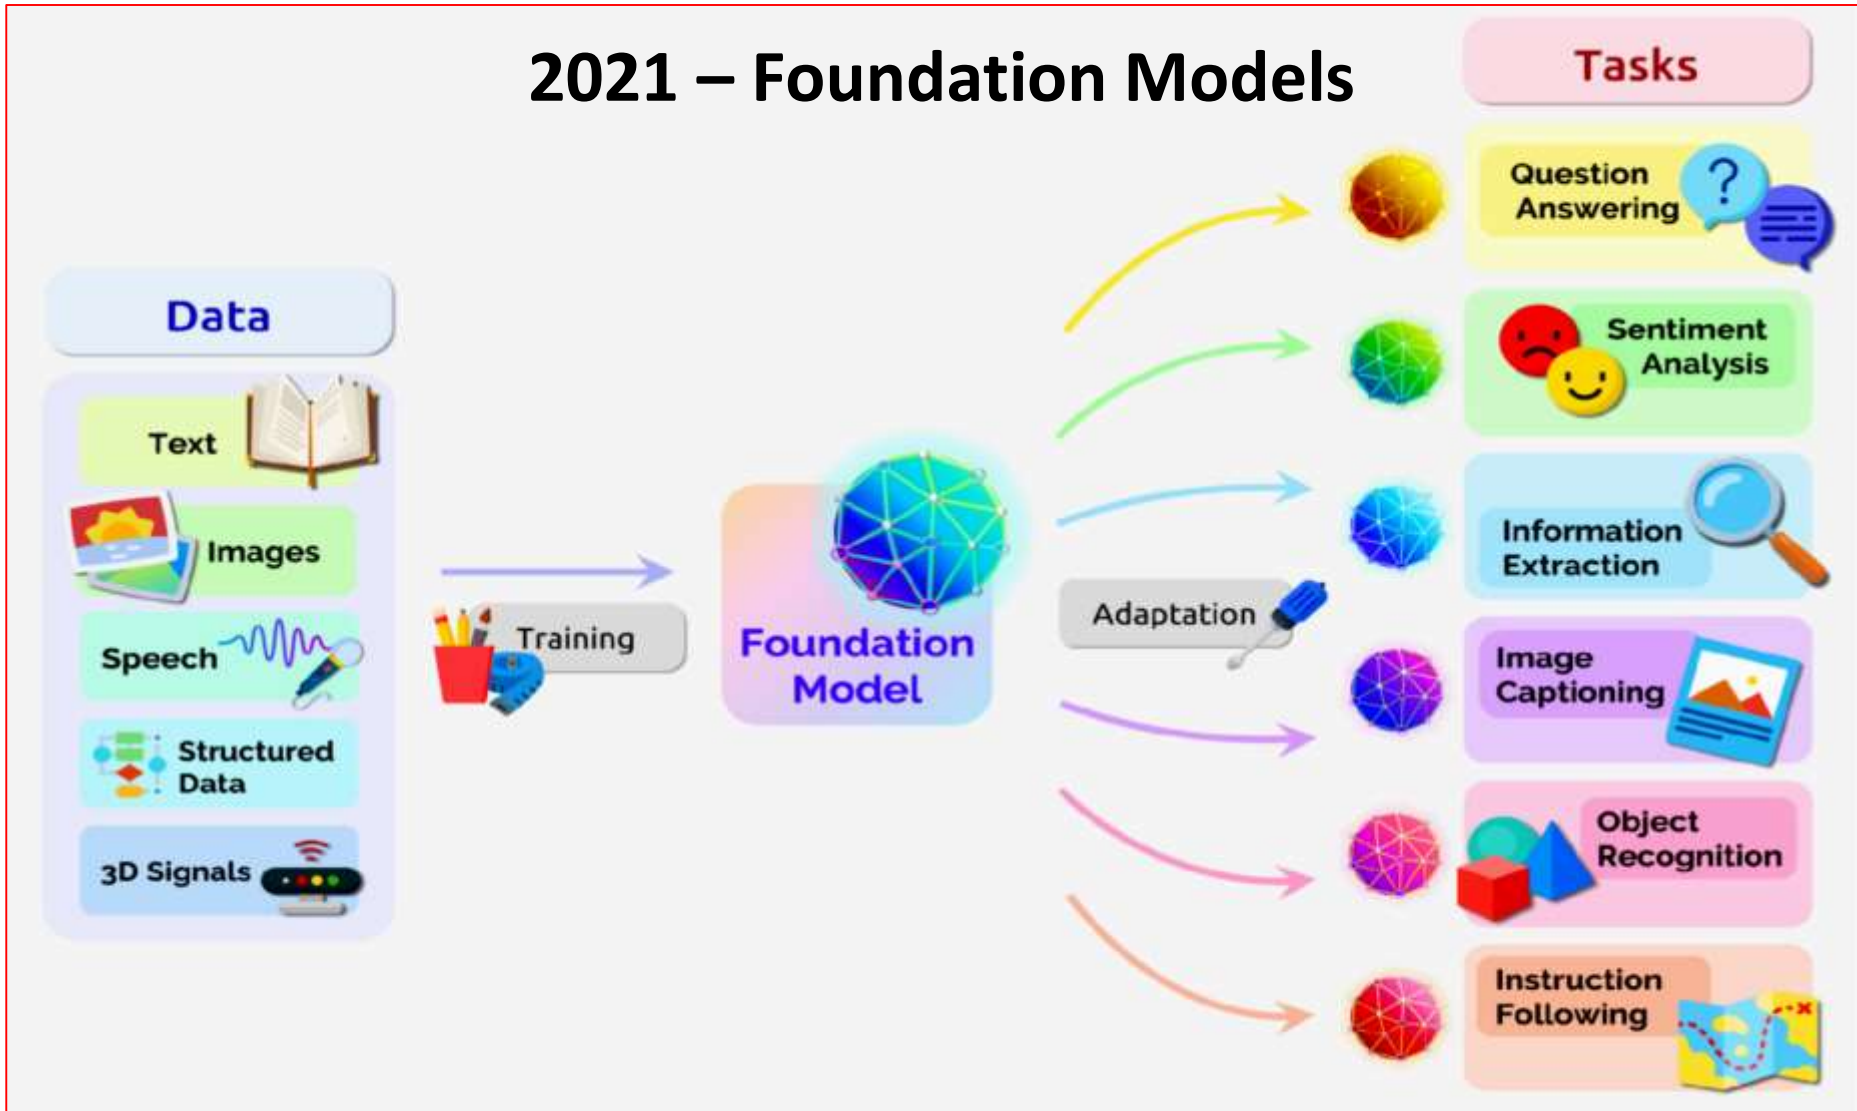 2021 – Foundation Models
Data
Text
Images
Speech
Structured
Data
3D Signals
Training
Foundation
Model
Adaptation
Tasks
Question
Answering
?
Sentiment
Analysis
Information
Extraction
Image
Captioning
Object
Recognition
Instruction
Following